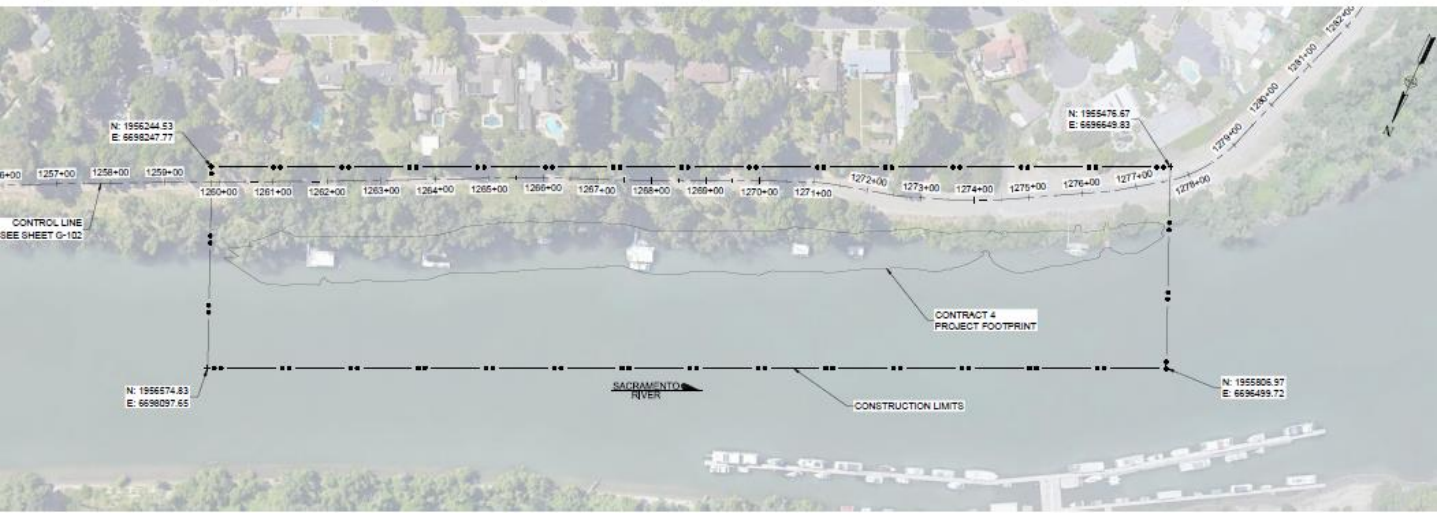 1282+00
1281+00
1280+00
1279+00
N
N: 1956244.53
E: 6698247.77
N: 1955476.67
E: 6696649.83
6+00
1257+00
1258+00
1259+00
1260+00
1261+00
1262+00
1263+00
1264+00
1265+00
1266+00
1267+00
1268+00
1269+00
1270+00
1271+00
1272+00
1273+00
1274+00
1275+00
1276+00
1277+00
1278+00
CONTROL LINE
SEE SHEET G-102
CONTRACT 4
PROJECT FOOTPRINT
N: 1956574.83
E: 6698097.65
SACRAMENTO
RIVER
CONSTRUCTION LIMITS
N: 1955806.97
E: 6696499.72